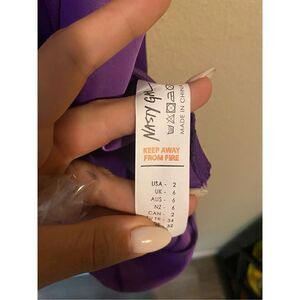 MADE IN CHINA
KEEP AWAY
FROM FIRE
USA - 2
UK - 6
AUS - 6
NZ - 6
CAN - 2